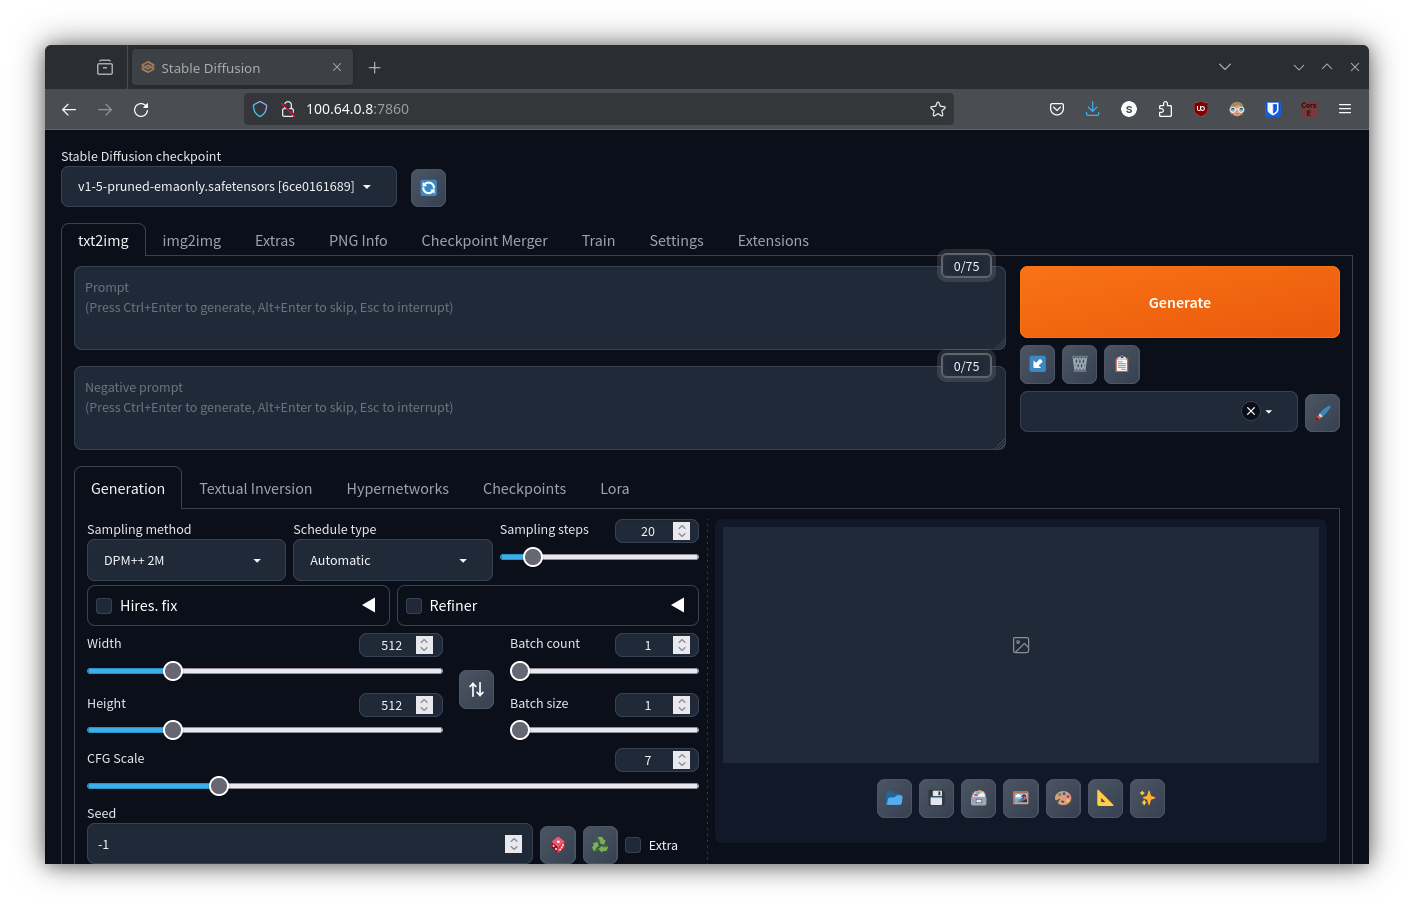 Stable Diffusion
100.64.0.8:7860
S
UD
Cors
E
Stable Diffusion checkpoint
v1-5-pruned-emaonly.safetensors [6ce0161689]
txt2img img2img Extras PNG Info Checkpoint Merger Train Settings Extensions
0/75
Prompt
(Press Ctrl+Enter to generate, Alt+Enter to skip, Esc to interrupt)
Generate
0/75
Negative prompt
(Press Ctrl+Enter to generate, Alt+Enter to skip, Esc to interrupt)
Generation Textual Inversion Hypernetworks Checkpoints Lora
Sampling method Schedule type Sampling steps 20
DPM++ 2M Automatic
Hires. fix Refiner
Width 512 Batch count 1
Height 512 Batch size 1
CFG Scale 7
Seed
-1 Extra